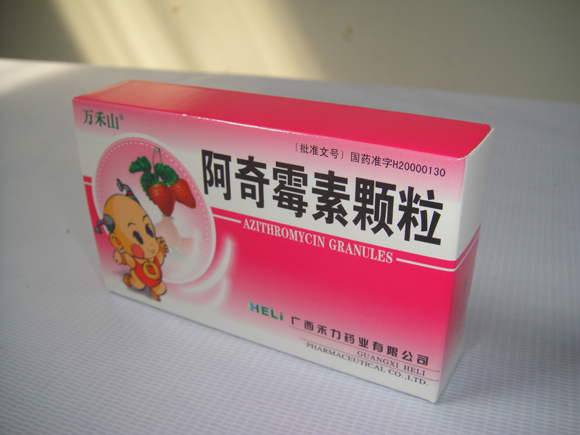 万禾山
(批准文号) 国药准字H20000130
阿奇霉素颗粒
AZITHROMYCIN GRANULES
HELi 广西禾力药业有限公司
GUANGXI HELI
PHARMACEUTICAL CO.,LTD.